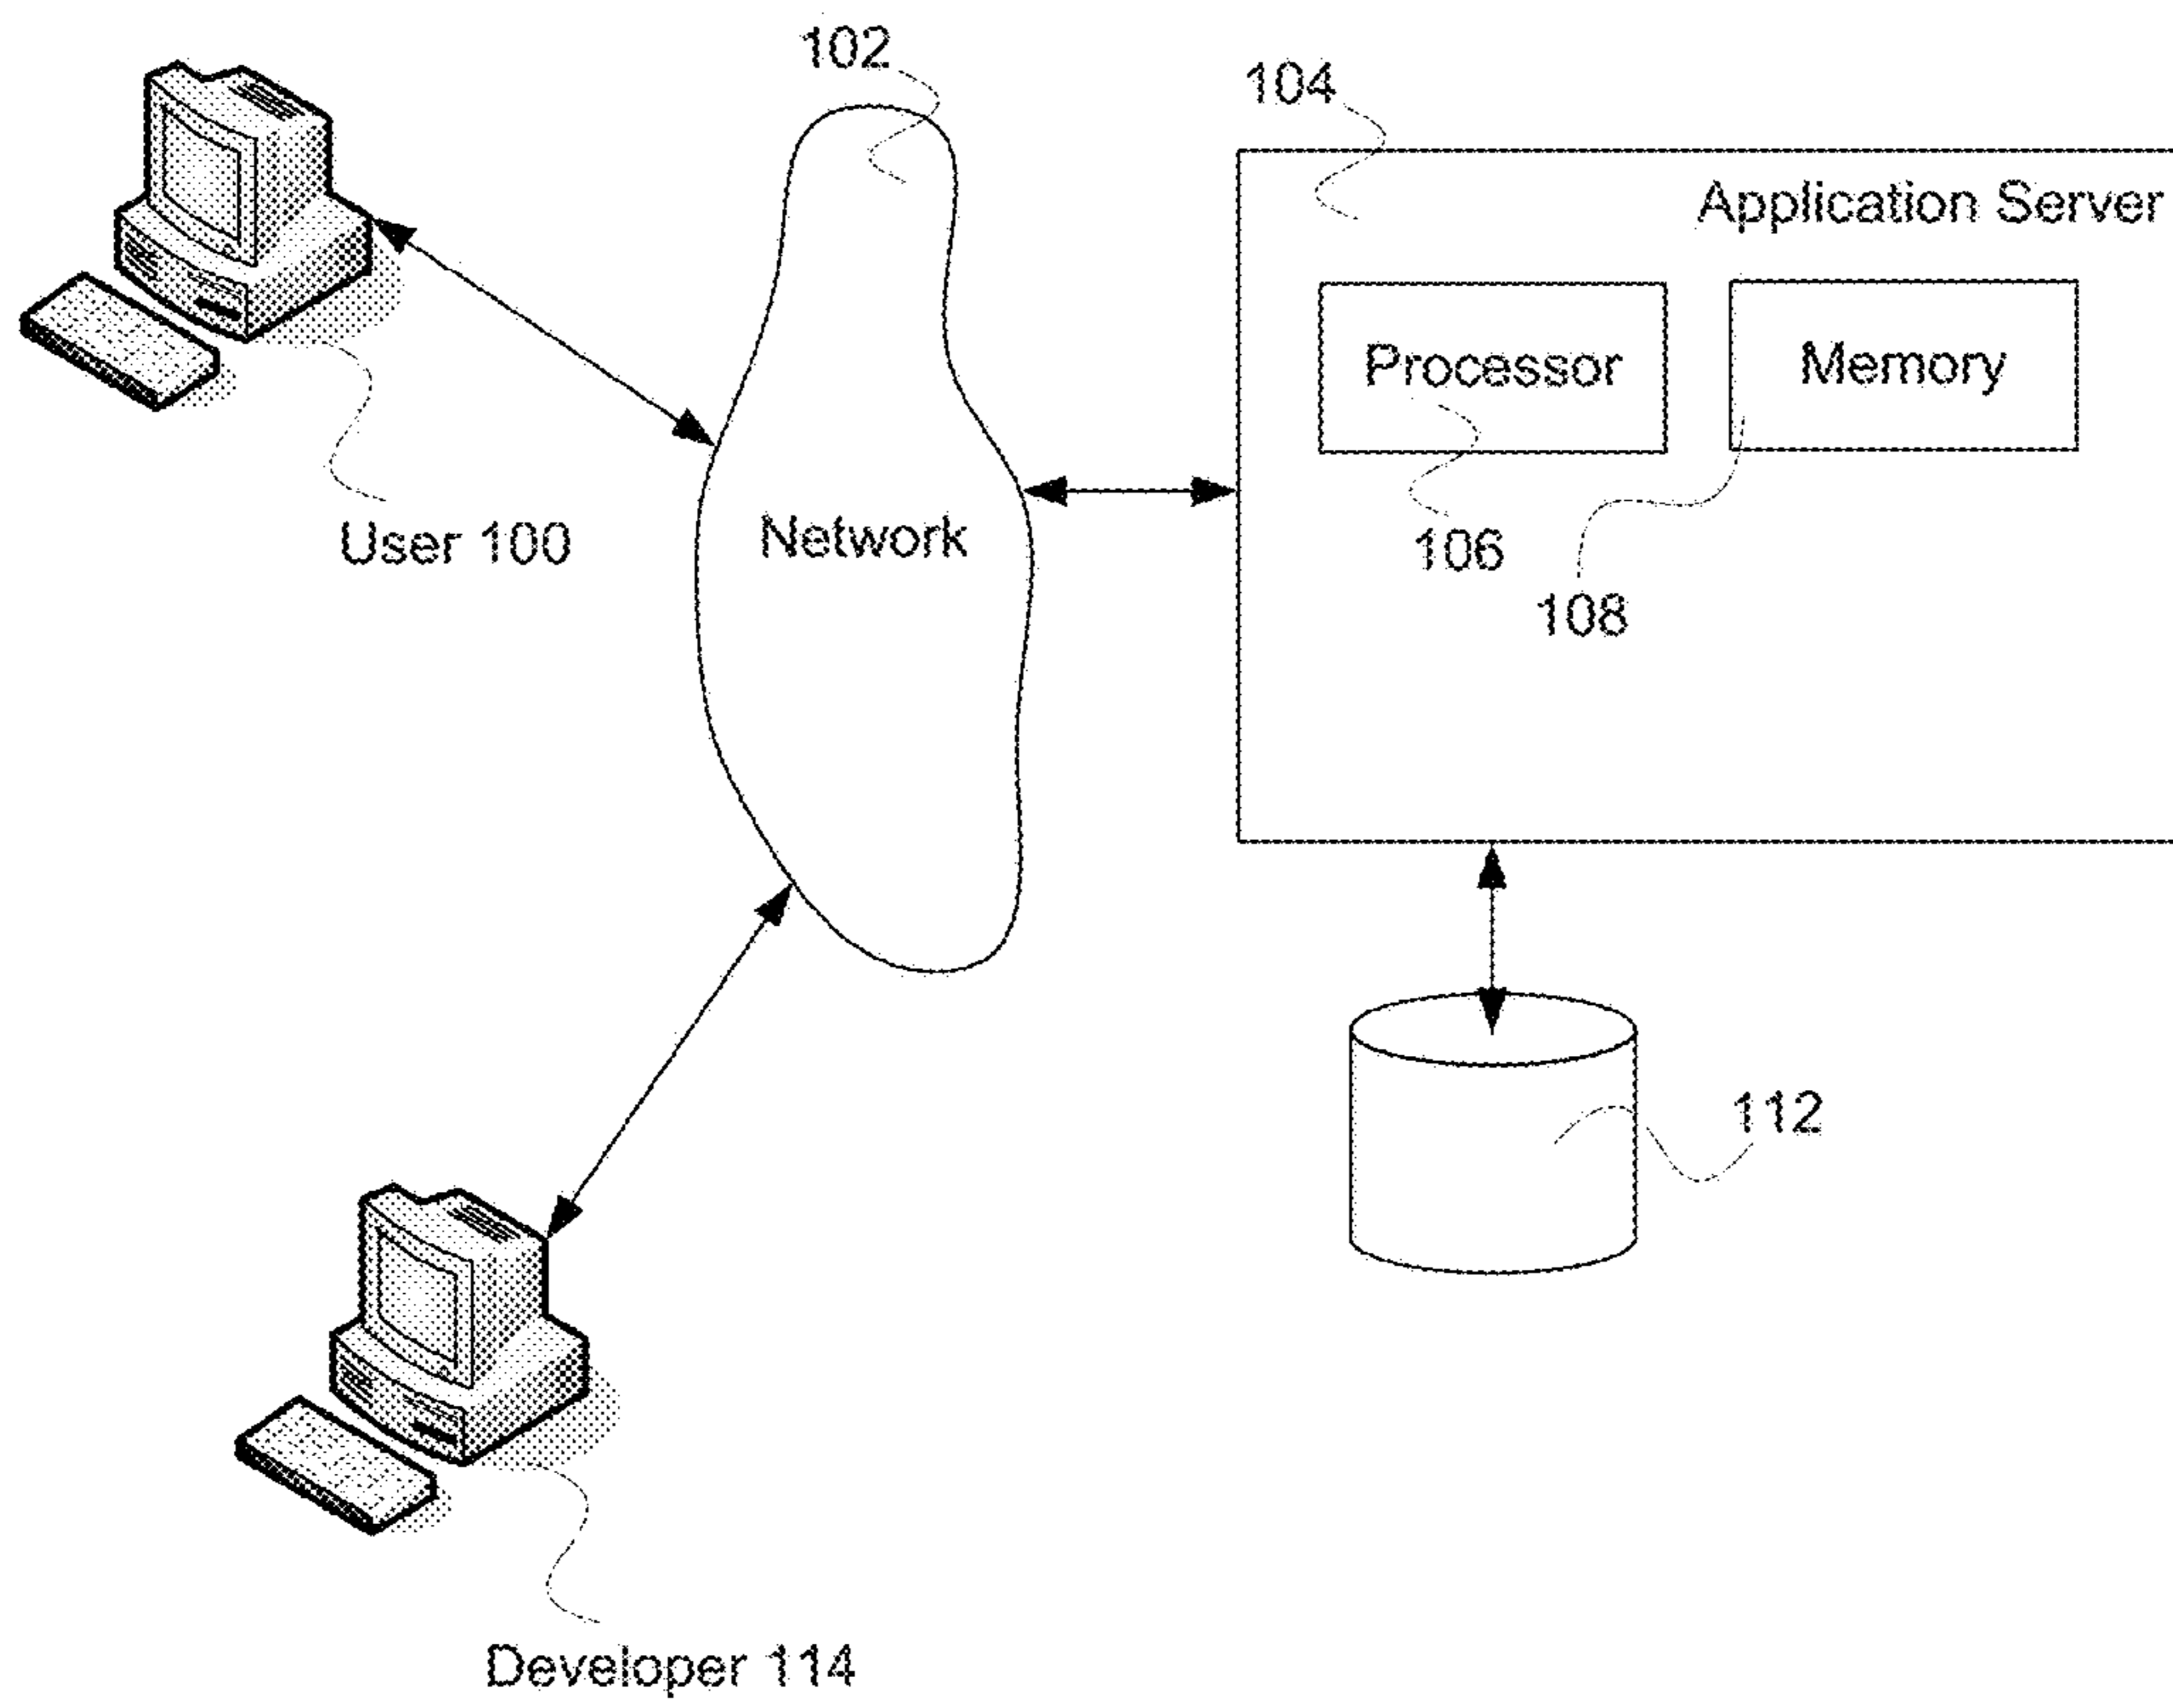 102
104
Application Server
Processor
Memory
User 100
Network
106
108
112
Developer 114